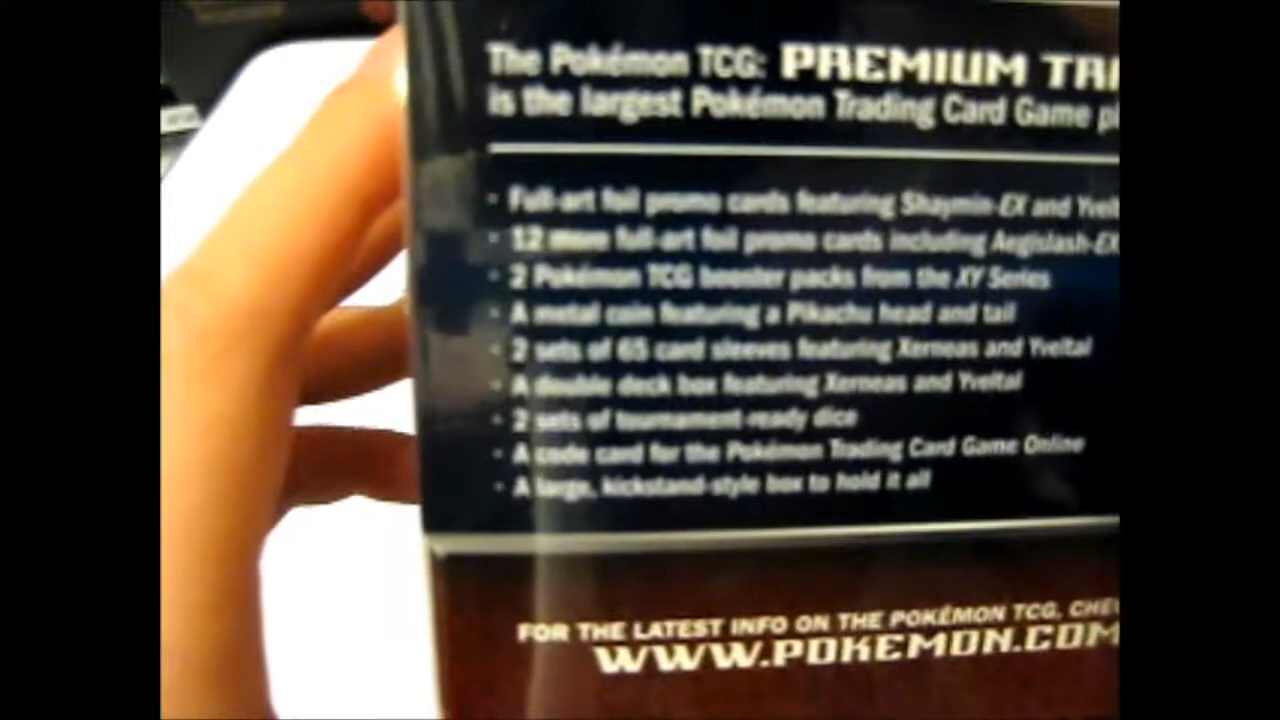 The Pokémon TCG: PREMIUM TRA
is the largest Pokémon Trading Card Game pl
· Full-art foil promo cards featuring Shaymin-EX and Yvelt
· 12 more full-art foil promo cards including Aegislash-EX
· 2 Pokémon TCG booster packs from the XY Series
· A metal coin featuring a Pikachu head and tail
· 2 sets of 65 card sleeves featuring Xerneas and Yveltal
· A double deck box featuring Xerneas and Yveltal
· 2 sets of tournament-ready dice
· A code card for the Pokémon Trading Card Game Online
· A large, kickstand-style box to hold it all
FOR THE LATEST INFO ON THE POKÉMON TCG, CHE
WWW.POKEMON.COM